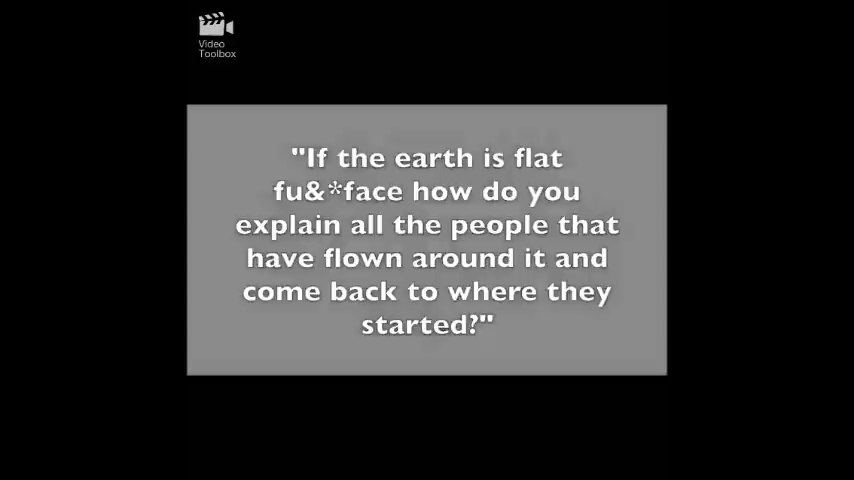 Video
Toolbox
"If the earth is flat
fu&*face how do you
explain all the people that
have flown around it and
come back to where they
started?"